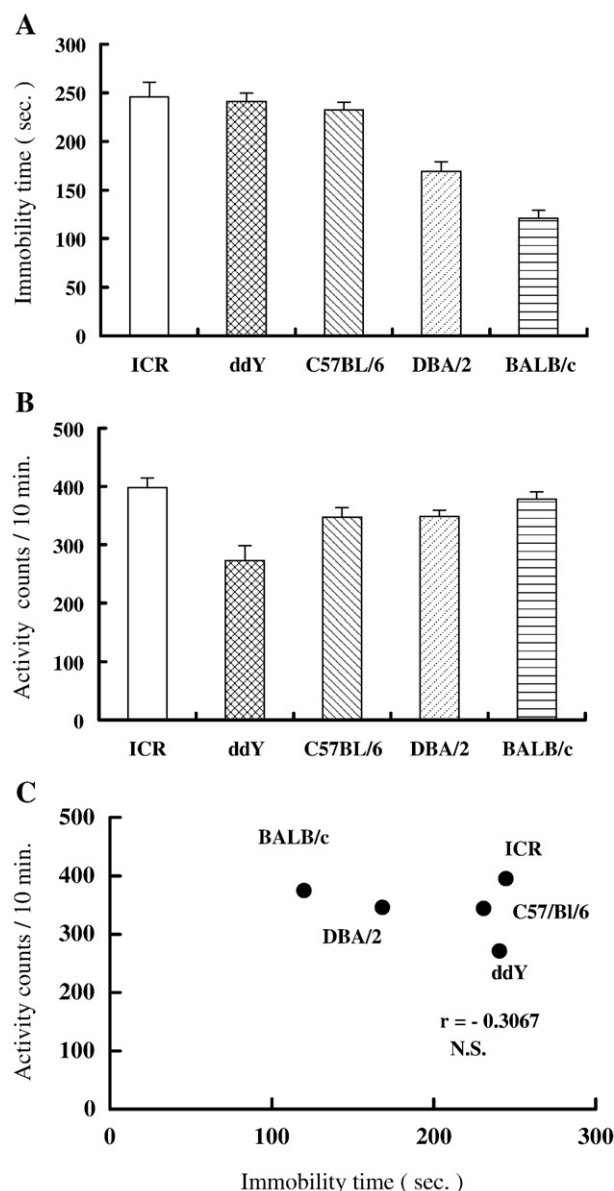 A
300
250
200
150
100
50
0
Immobility time ( sec. )
ICR ddY C57BL/6 DBA/2 BALB/c
B
500
400
300
200
100
0
Activity counts / 10 min.
ICR ddY C57BL/6 DBA/2 BALB/c
C
500
400
300
200
100
0
Activity counts / 10 min.
BALB/c
ICR
DBA/2
C57/Bl/6
ddY
r = - 0.3067
N.S.
0 100 200 300
Immobility time ( sec. )